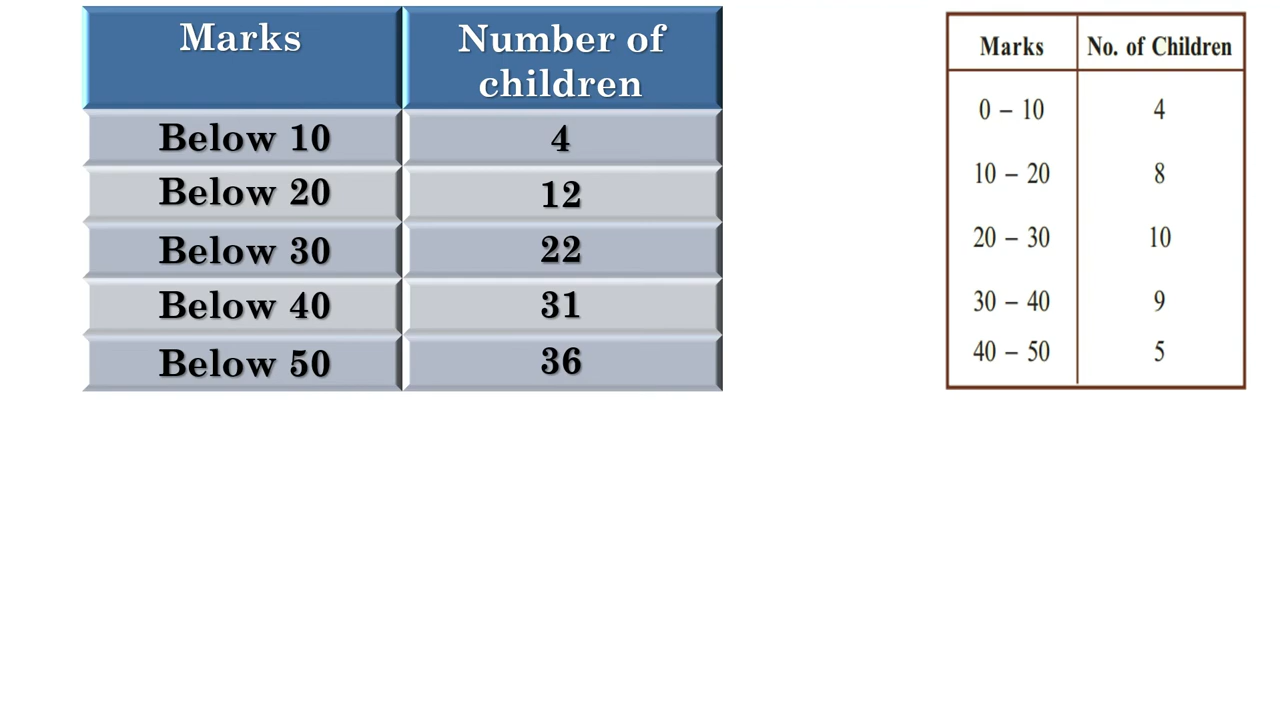 Marks Number of
children
Below 10 4
Below 20 12
Below 30 22
Below 40 31
Below 50 36
Marks No. of Children
0 – 10 4
10 – 20 8
20 – 30 10
30 – 40 9
40 – 50 5